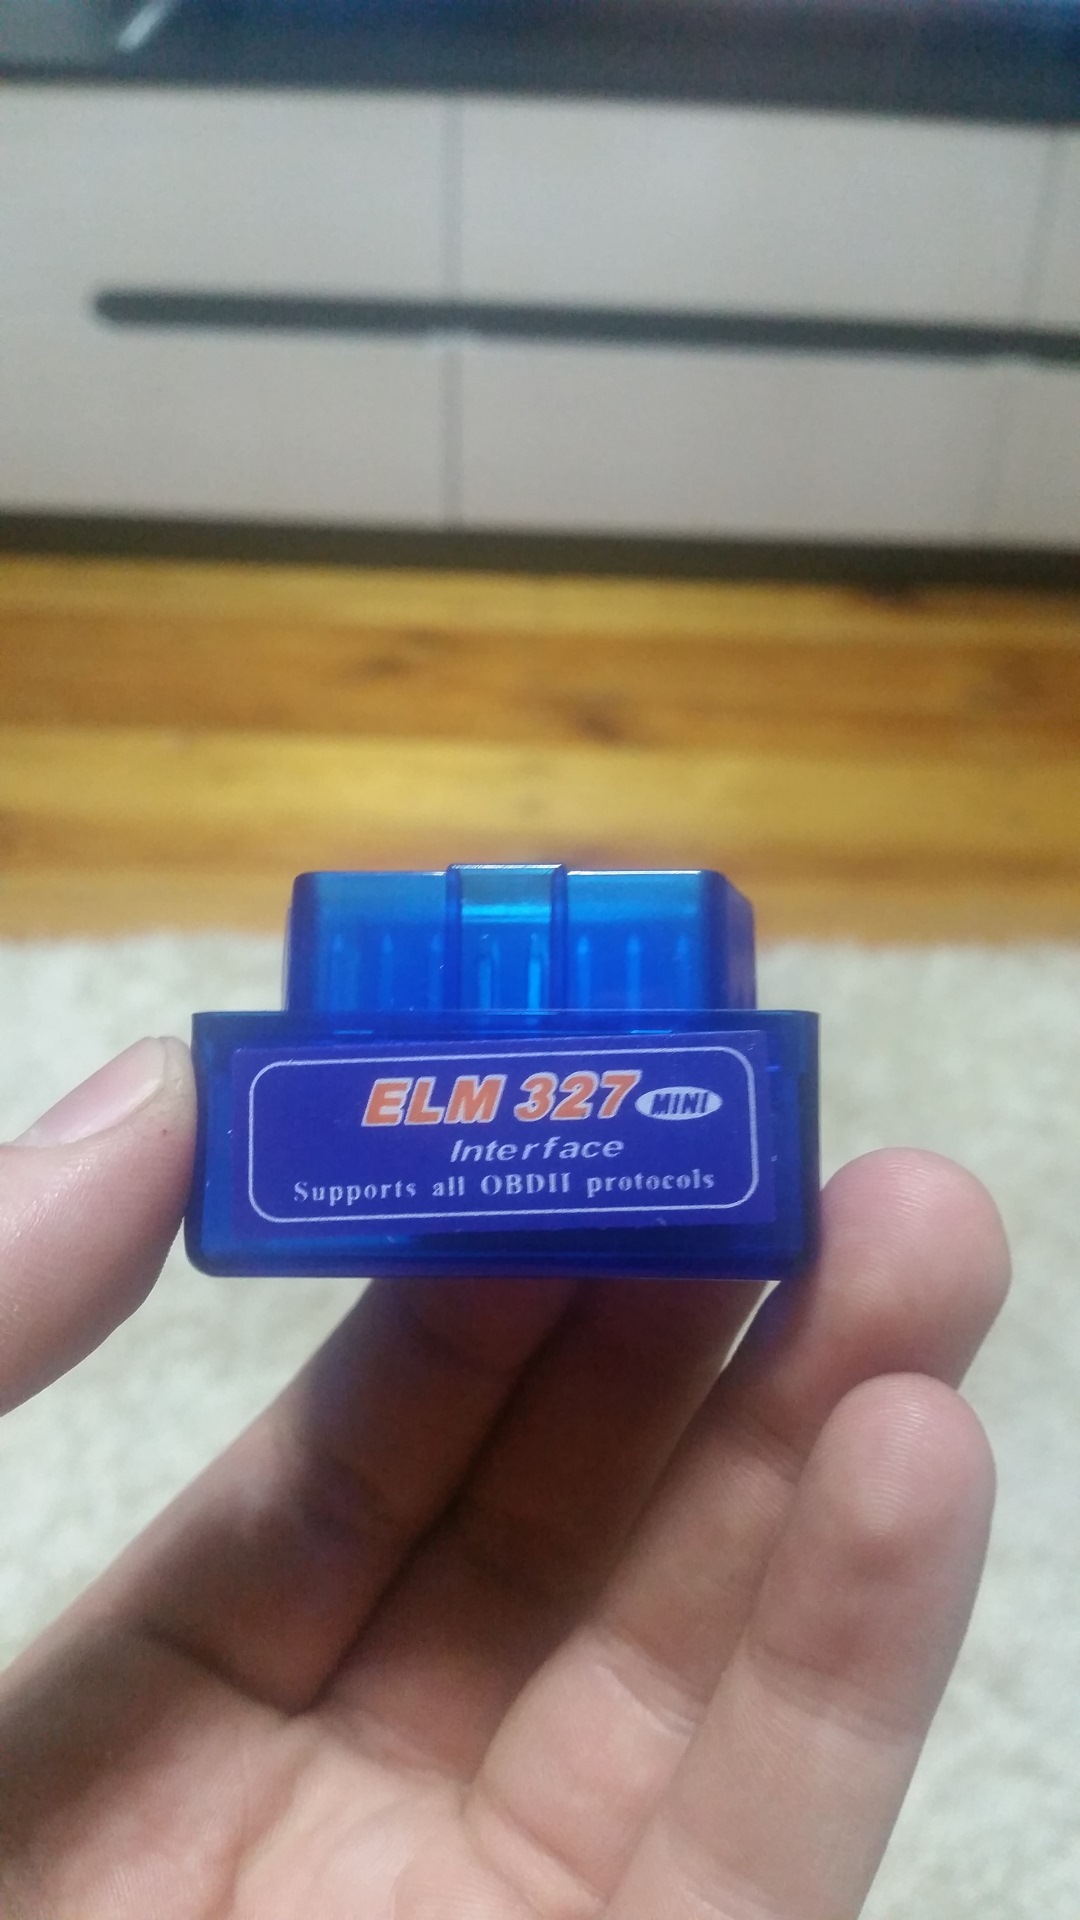 ELM 327 MINI
Interface
Supports all OBDII protocols